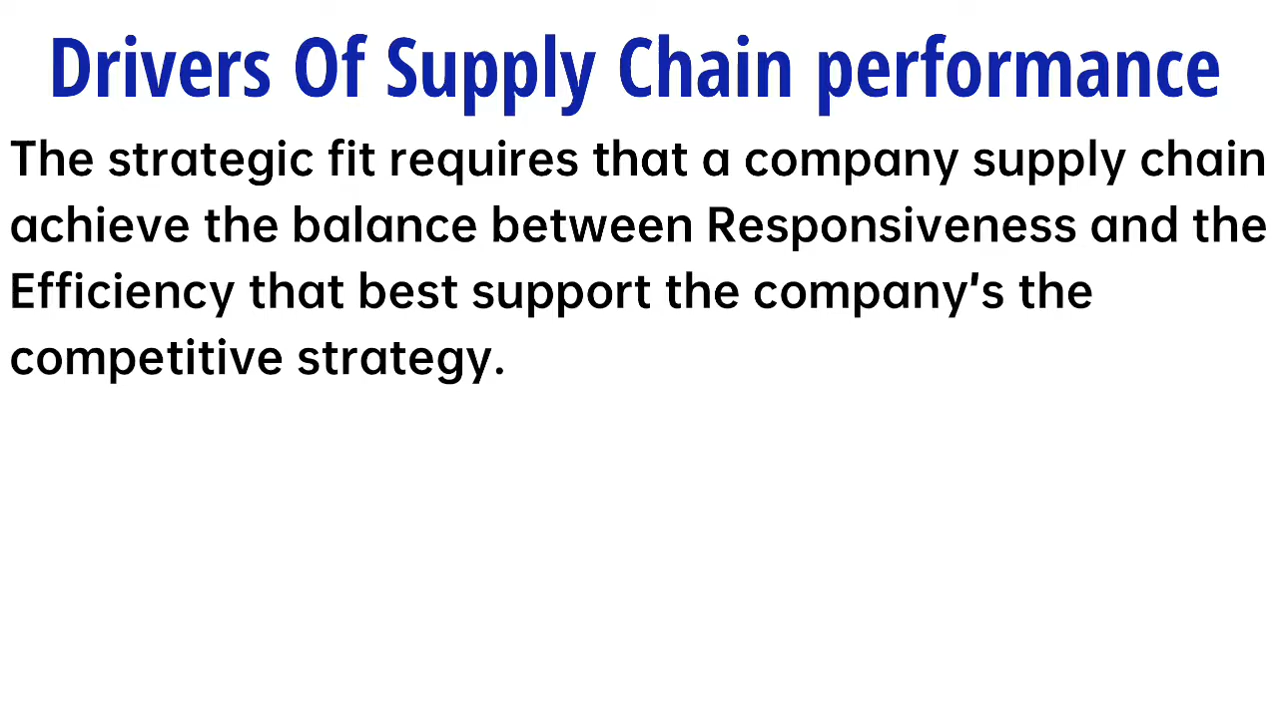 Drivers Of Supply Chain performance
The strategic fit requires that a company supply chain
achieve the balance between Responsiveness and the
Efficiency that best support the company's the
competitive strategy.